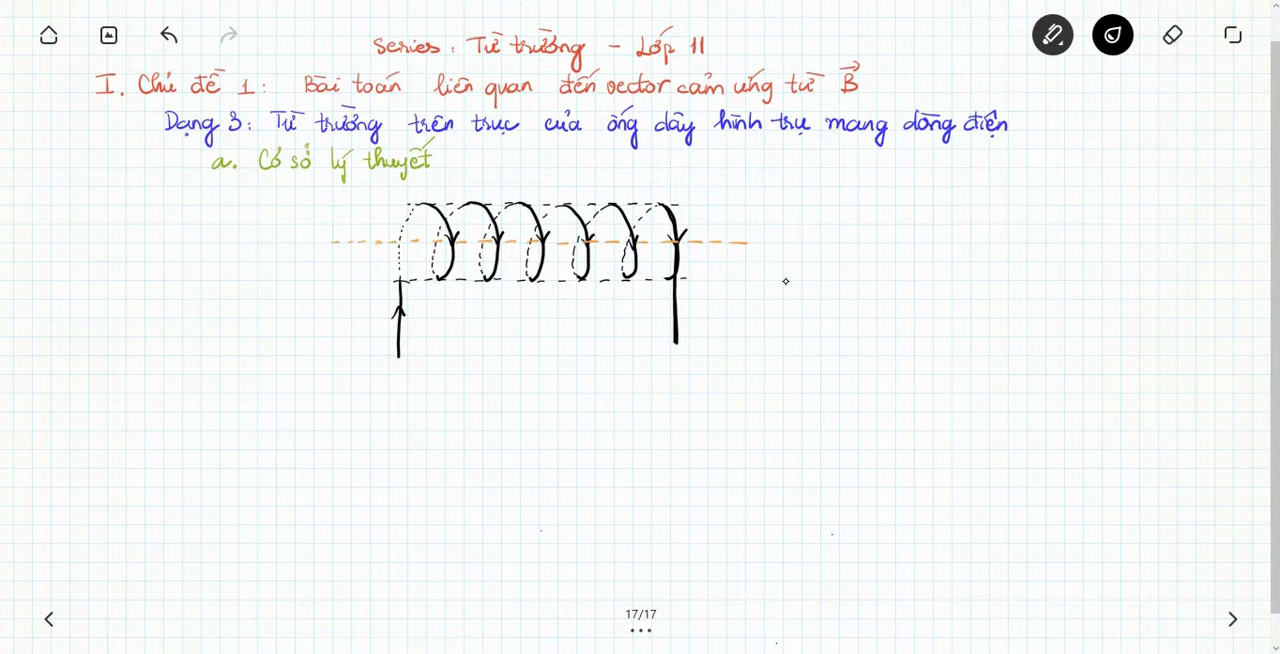 Series: Từ trường - Lớp 11
I. Chủ đề 1: Bài toán liên quan đến vector cảm ứng từ B⃗
Dạng 3: Từ trường trên trục của ống dây hình trụ mang dòng điện
a. Cơ sở lý thuyết
17/17